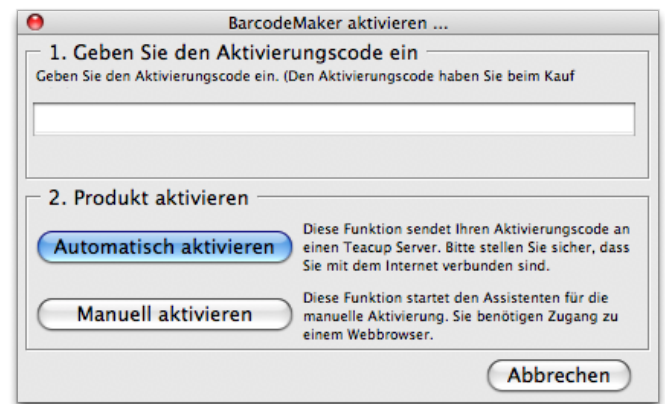 BarcodeMaker aktivieren ...
1. Geben Sie den Aktivierungscode ein
Geben Sie den Aktivierungscode ein. (Den Aktivierungscode haben Sie beim Kauf
2. Produkt aktivieren
Automatisch aktivieren
Diese Funktion sendet Ihren Aktivierungscode an
einen Teacup Server. Bitte stellen Sie sicher, dass
Sie mit dem Internet verbunden sind.
Manuell aktivieren
Diese Funktion startet den Assistenten für die
manuelle Aktivierung. Sie benötigen Zugang zu
einem Webbrowser.
Abbrechen